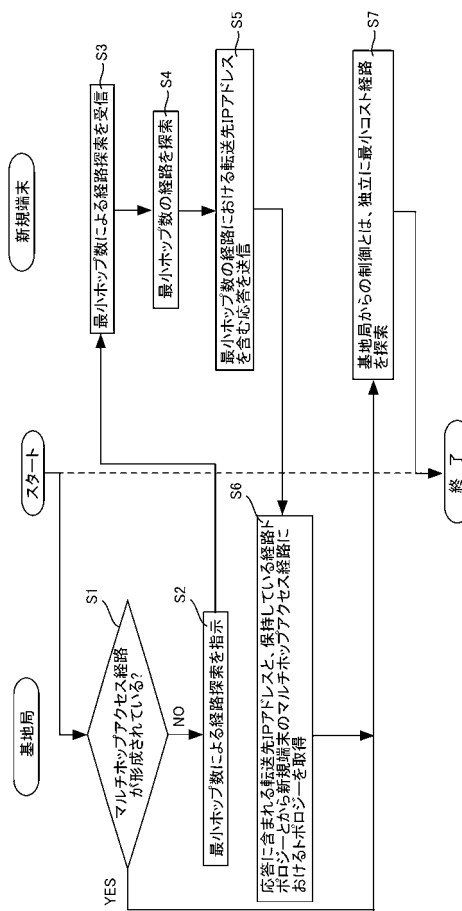 スタート
基地局
新規端末
S1
マルチホップアクセス経路
が形成されている?
YES
NO
S2
最小ホップ数による経路探索を指示
S3
最小ホップ数による経路探索を受信
S4
最小ホップ数の経路を探索
S5
最小ホップ数の経路における転送先IPアドレス
を含む応答を送信
S6
応答に含まれる転送先IPアドレスと、保持している経路ト
ポロジーとから新規端末のマルチホップアクセス経路に
おけるトポロジーを取得
S7
基地局からの制御とは、独立に最小コスト経路
を探索
終了